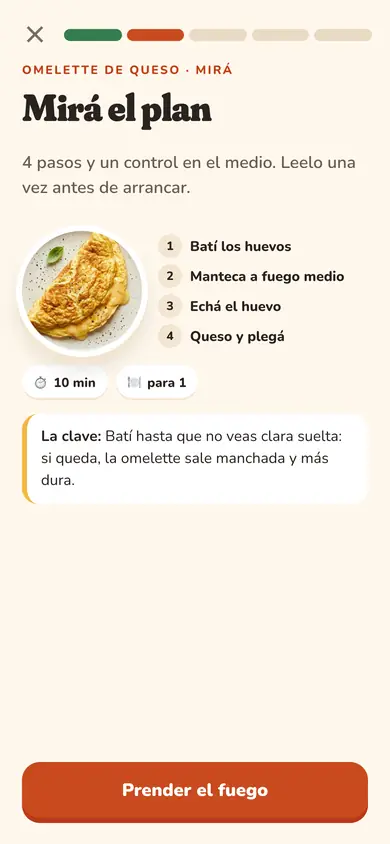 OMELETTE DE QUESO · MIRÁ
Mirá el plan
4 pasos y un control en el medio. Leelo una
vez antes de arrancar.
1 Batí los huevos
2 Manteca a fuego medio
3 Echá el huevo
4 Queso y plegá
10 min
para 1
La clave: Batí hasta que no veas clara suelta:
si queda, la omelette sale manchada y más
dura.
Prender el fuego